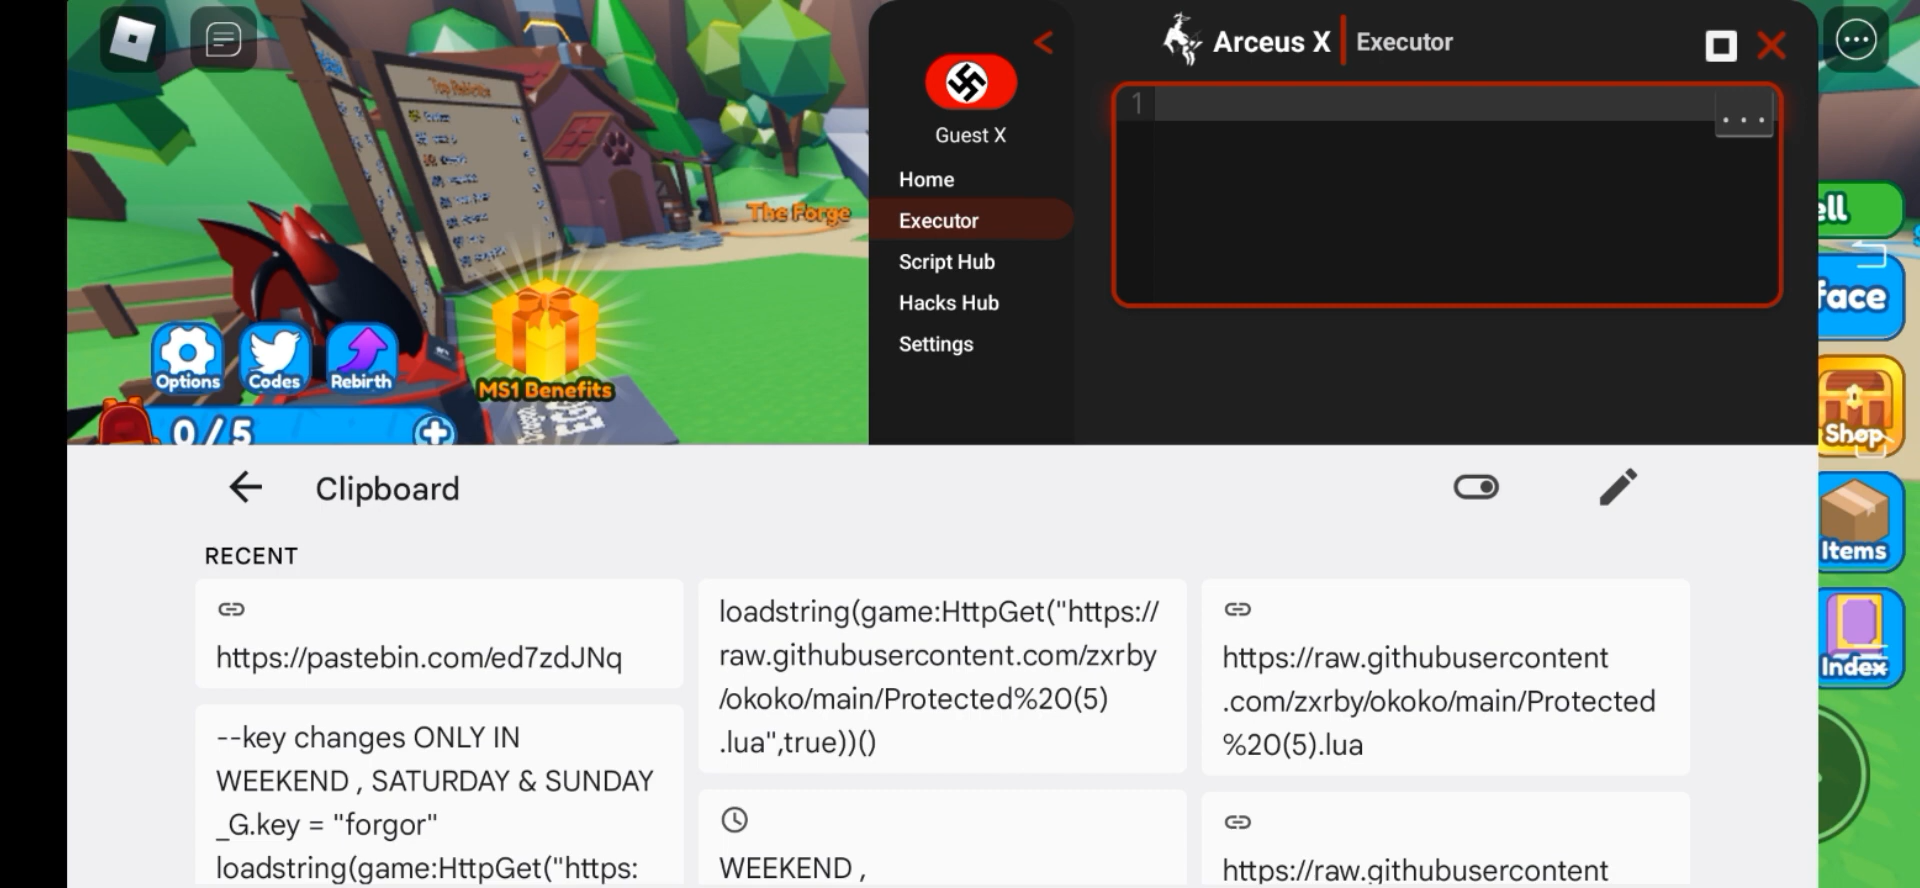 Top Rebirths
The Forge
Options
Codes
Rebirth
MS1 Benefits
0/5
<
Guest X
Home
Executor
Script Hub
Hacks Hub
Settings
Arceus X | Executor
1
...
ell
face
Shop
Items
Index
Clipboard
RECENT
https://pastebin.com/ed7zdJNq
--key changes ONLY IN
WEEKEND , SATURDAY & SUNDAY
_G.key = "forgor"
loadstring(game:HttpGet("https:
loadstring(game:HttpGet("https://
raw.githubusercontent.com/zxrby
/okoko/main/Protected%20(5)
.lua",true))()
WEEKEND ,
https://raw.githubusercontent
.com/zxrby/okoko/main/Protected
%20(5).lua
https://raw.githubusercontent